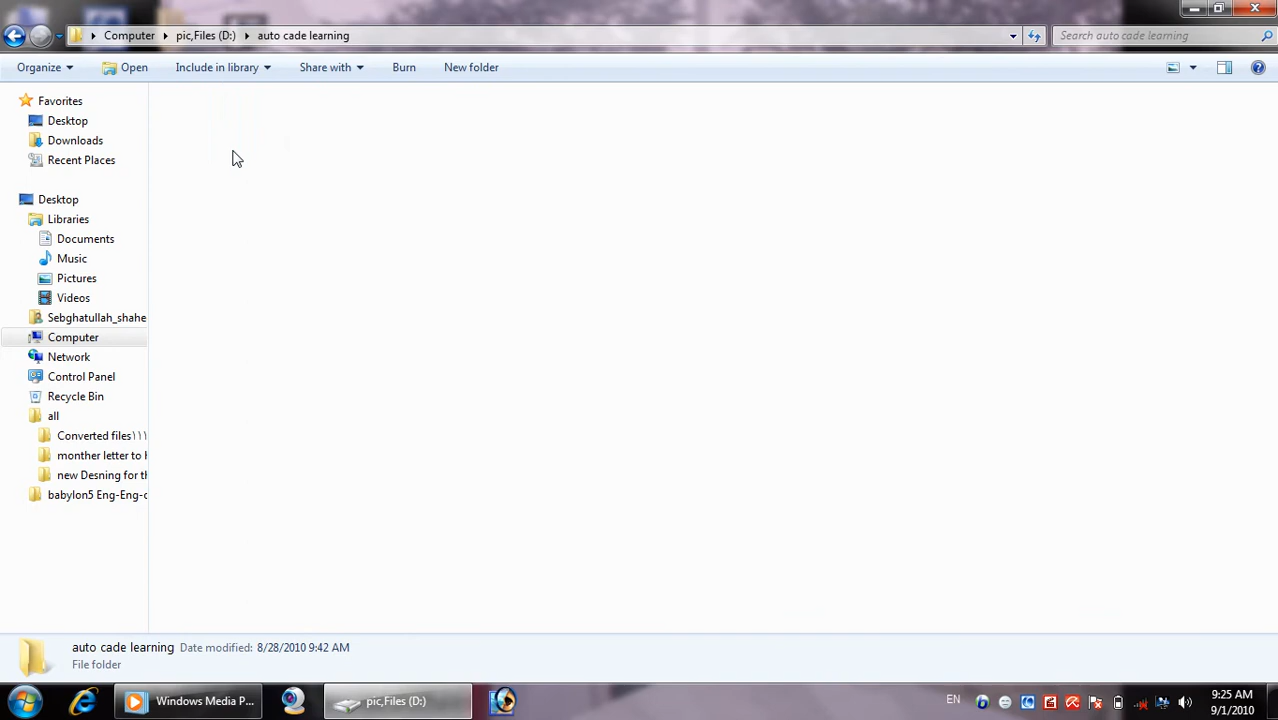 Computer pic,Files (D:) auto cade learning Search auto cade learning
Organize Open Include in library Share with Burn New folder
Favorites
Desktop
Downloads
Recent Places
Desktop
Libraries
Documents
Music
Pictures
Videos
Sebghatullah_shahe
Computer
Network
Control Panel
Recycle Bin
all
Converted files\\\
monther letter to
new Desning for th
babylon5 Eng-Eng-c
auto cade learning Date modified: 8/28/2010 9:42 AM
File folder
Windows Media P... pic,Files (D:) EN 9:25 AM
9/1/2010